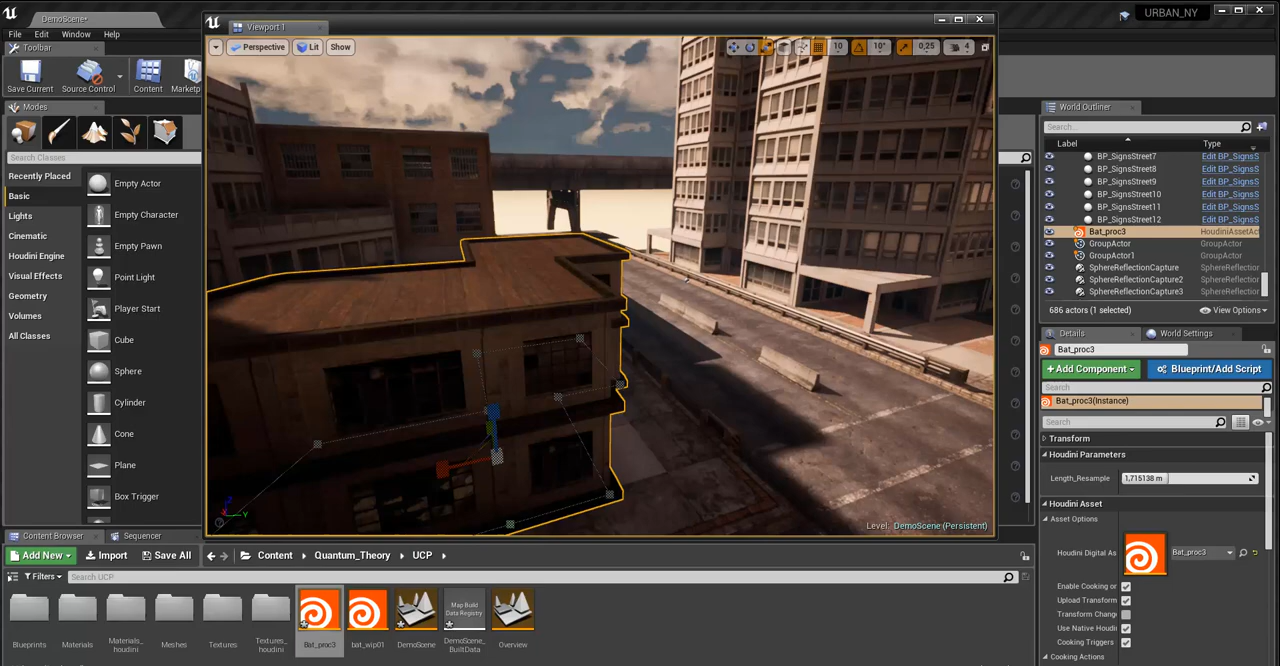 DemoScene•
Viewport 1
URBAN_NY
File Edit Window Help
Toolbar
Perspective Lit Show
10 10° 0,25 4
Save Current Source Control Content Marketp
Modes
World Outliner
Search Classes
Search...
Label Type
Recently Placed
Basic
Lights
Cinematic
Houdini Engine
Visual Effects
Geometry
Volumes
All Classes
Empty Actor
Empty Character
Empty Pawn
Point Light
Player Start
Cube
Sphere
Cylinder
Cone
Plane
Box Trigger
BP_SignsStreet7 Edit BP_SignsS
BP_SignsStreet8 Edit BP_SignsS
BP_SignsStreet9 Edit BP_SignsS
BP_SignsStreet10 Edit BP_SignsS
BP_SignsStreet11 Edit BP_SignsS
BP_SignsStreet12 Edit BP_SignsS
Bat_proc3 HoudiniAssetAct
GroupActor GroupActor
GroupActor1 GroupActor
SphereReflectionCapture SphereReflection
SphereReflectionCapture2 SphereReflection
SphereReflectionCapture3 SphereReflection
686 actors (1 selected) View Options
Details World Settings
Bat_proc3
+Add Component Blueprint/Add Script
Search
Bat_proc3(Instance)
Search
Transform
Houdini Parameters
Length_Resample 1,715138 m
Houdini Asset
Asset Options
Houdini Digital As Bat_proc3
Enable Cooking or
Upload Transform
Transform Change
Use Native Houdi
Cooking Triggers
Cooking Actions
Z
Y
Level: DemoScene (Persistent)
Content Browser Sequencer
Add New Import Save All Content Quantum_Theory UCP
Filters Search UCP
Map Build
Data Registry
Blueprints Materials Materials_
houdini Meshes Textures Textures_
houdini Bat_proc3 bat_wip01 DemoScene DemoScene_
BuiltData Overview